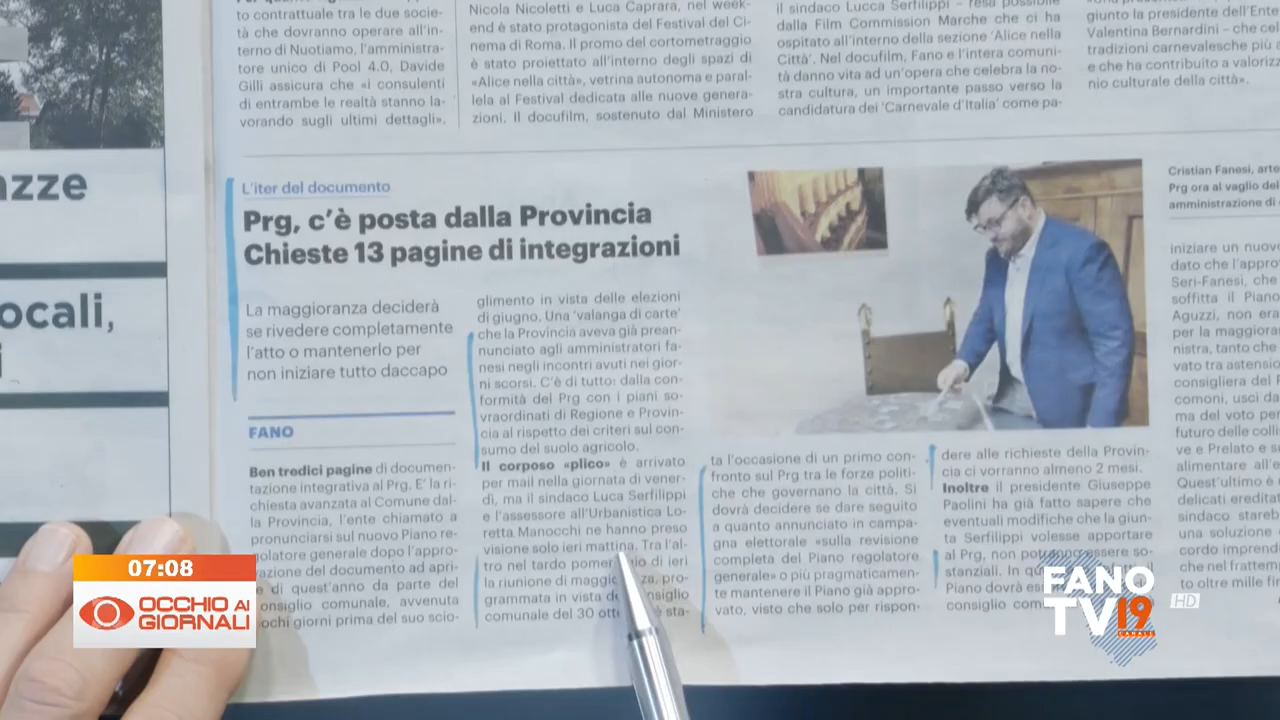 to contrattuale tra le due socie-
tà che dovranno operare all'in-
terno di Nuotiamo, l'amministra-
tore unico di Pool 4.0, Davide
Gilli assicura che «i consulenti
di entrambe le realtà stanno la-
vorando sugli ultimi dettagli».
Nicola Nicoletti e Luca Caprara, nel week-
end è stato protagonista del Festival del Ci-
nema di Roma. Il promo del cortometraggio
è stato proiettato all'interno degli spazi di
«Alice nella città», vetrina autonoma e paral-
lela al Festival dedicata alle nuove genera-
zioni. Il docufilm, sostenuto dal Ministero
il sindaco Lucca Serfilippi – resa possibile
dalla Film Commission Marche che ci ha
ospitato all'interno della sezione 'Alice nella
Città'. Nel docufilm, Fano e l'intera comuni-
tà danno vita ad un'opera che celebra la no-
stra cultura, un importante passo verso la
candidatura dei 'Carnevale d'Italia' come pa-
giunto la presidente dell'Ente
Valentina Bernardini – che
tradizioni carnevalesche più
e che ha contribuito a valorizz
nio culturale della città».
azze
ocali,
i
L'iter del documento
Prg, c'è posta dalla Provincia
Chieste 13 pagine di integrazioni
La maggioranza deciderà
se rivedere completamente
l'atto o mantenerlo per
non iniziare tutto daccapo
FANO
Ben tredici pagine di documen-
tazione integrativa al Prg. E' la ri-
chiesta avanzata al Comune dal-
la Provincia, l'ente chiamato a
pronunciarsi sul nuovo Piano re-
golatore generale dopo l'appro-
vazione del documento ad apri-
e di quest'anno da parte del
onsiglio comunale, avvenuta
ochi giorni prima del suo scio-
glimento in vista delle elezioni
di giugno. Una 'valanga di carte'
che la Provincia aveva già prean-
nunciato agli amministratori fa-
nesi negli incontri avuti nei gior-
ni scorsi. C'è di tutto: dalla con-
formità del Prg con i piani so-
vraordinati di Regione e Provin-
cia al rispetto dei criteri sul con-
sumo del suolo agricolo.
Il corposo «plico» è arrivato
per mail nella giornata di vener-
dì, ma il sindaco Luca Serfilippi
e l'assessore all'Urbanistica Lo-
retta Manocchi ne hanno preso
visione solo ieri mattina. Tra l'al-
tro nel tardo pomer io di ieri
la riunione di maggio za, pro-
grammata in vista de nsiglio
comunale del 30 otto è sta-
ta l'occasione di un primo con-
fronto sul Prg tra le forze politi-
che che governano la città. Si
dovrà decidere se dare seguito
a quanto annunciato in campa-
gna elettorale «sulla revisione
completa del Piano regolatore
generale» o più pragmaticamen-
te mantenere il Piano già appro-
vato, visto che solo per rispon-
dere alle richieste della Provin-
cia ci vorranno almeno 2 mesi.
Inoltre il presidente Giuseppe
Paolini ha già fatto sapere che
eventuali modifiche che la giun-
ta Serfilippi volesse apportare
al Prg, non potranno essere so-
stanziali. In qu
Piano dovrà es
consiglio com
Cristian Fanesi, arte
Prg ora al vaglio del
amministrazione di
iniziare un nuovo
dato che l'appro
Seri-Fanesi, che
soffitta il Piano
Aguzzi, non era
per la maggiora
nistra, tanto che
vato tra astensio
consigliera del P
comoni, usci da
ma del voto per
futuro delle colli
ve e Prelato e s
alimentare all'e
Quest'ultimo è
delicati ereditat
sindaco stareb
una soluzione
cordo imprend
che nel frattem
to oltre mille fi
07:08
OCCHIO AI
GIORNALI
FANO
TV19 HD
CANALE